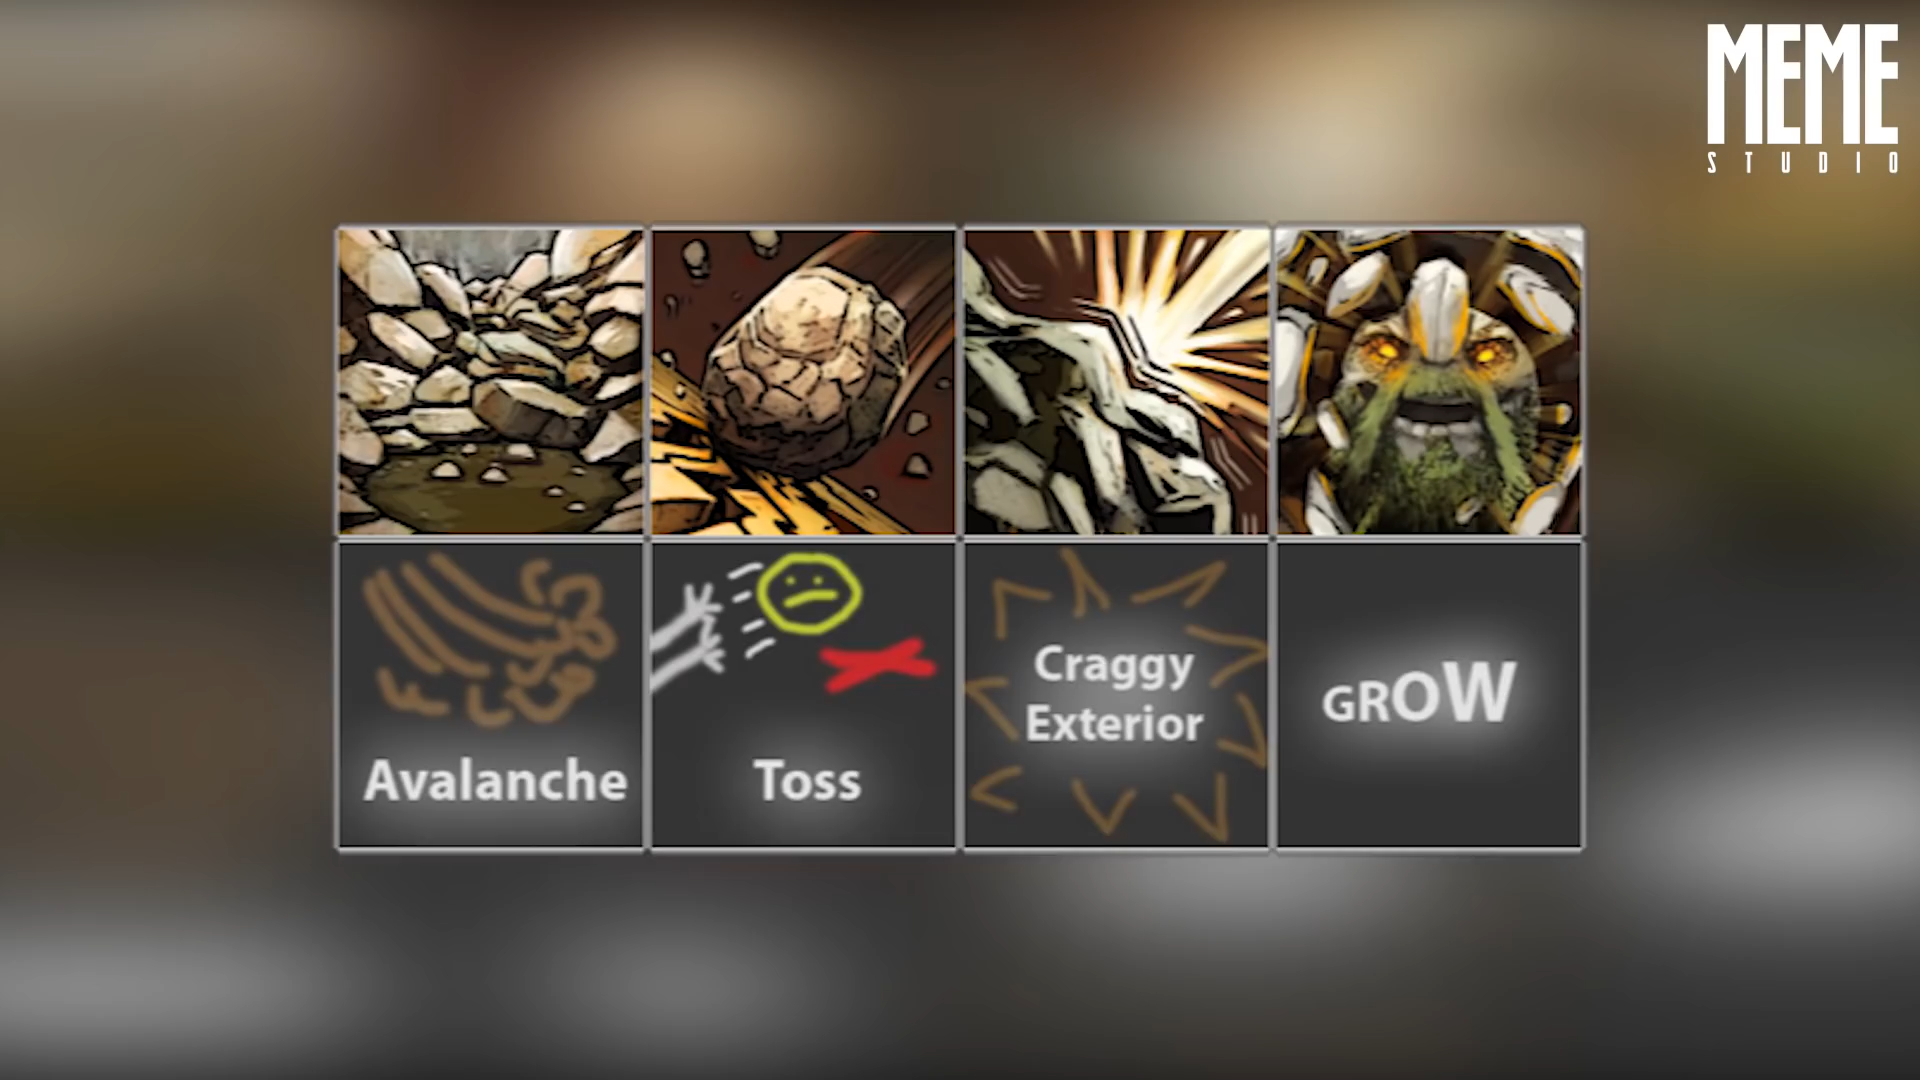 MEME
STUDIO
Avalanche
Toss
Craggy
Exterior
GROW